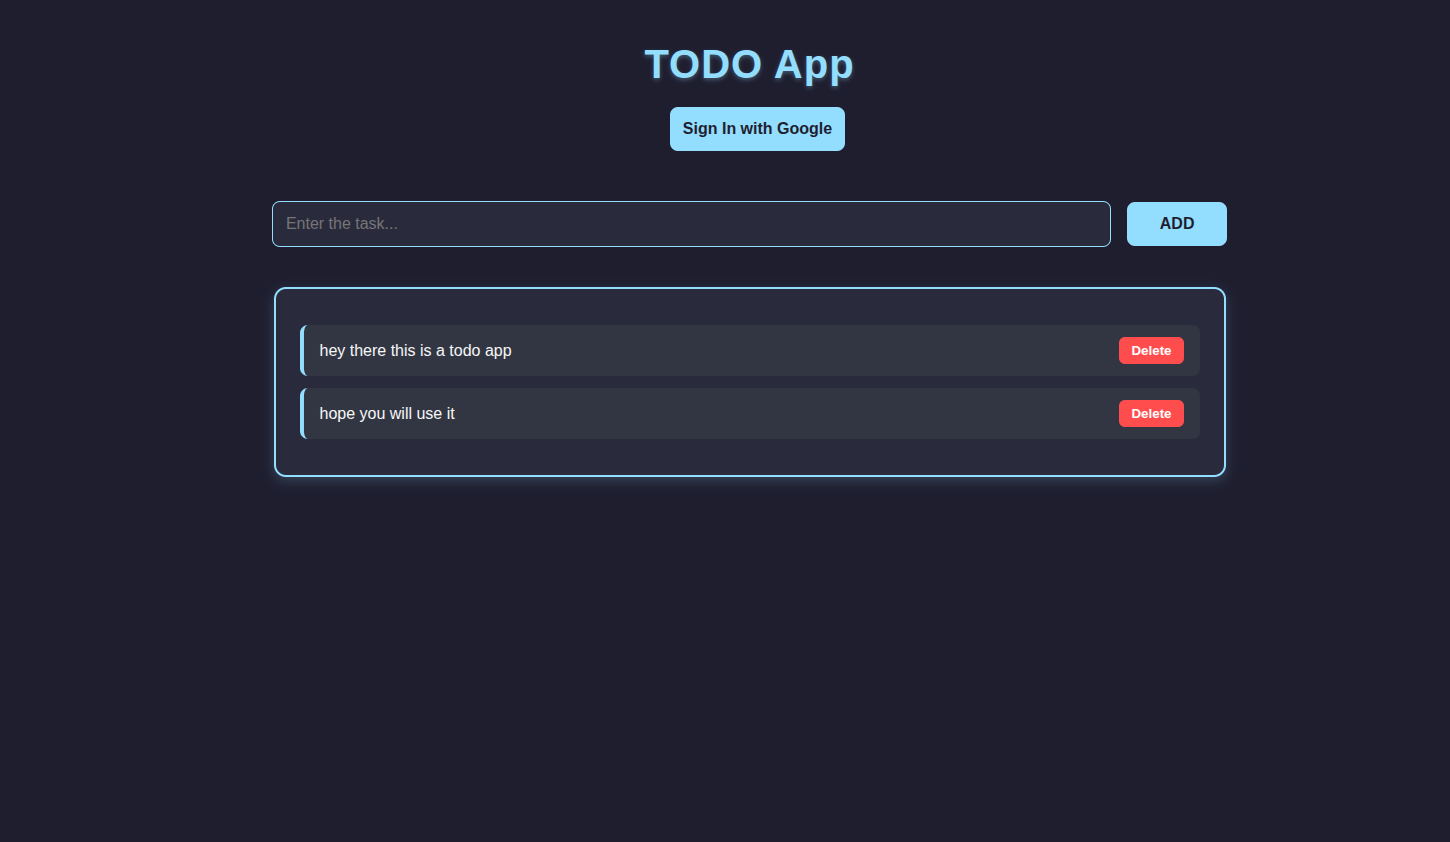 TODO App
Sign In with Google
Enter the task... ADD
hey there this is a todo app Delete
hope you will use it Delete